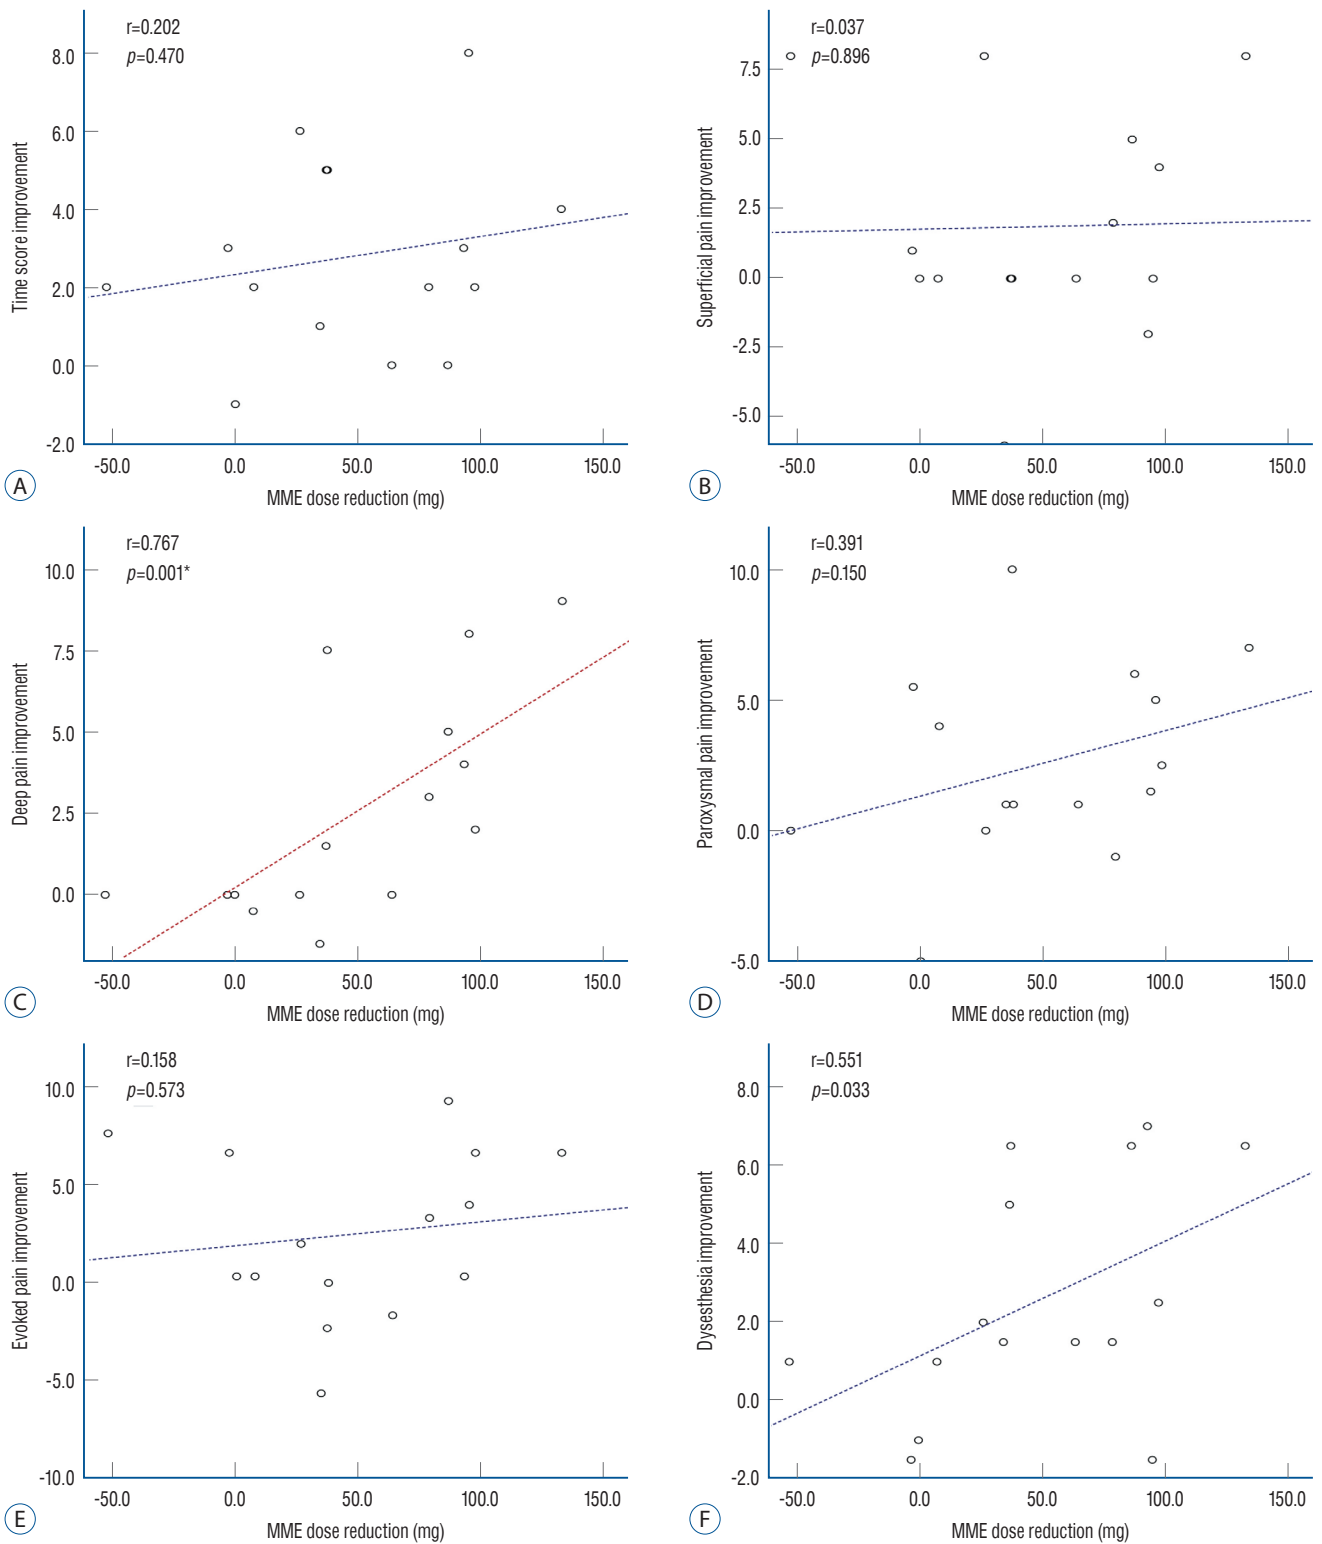 r=0.202
p=0.470
8.0
6.0
4.0
2.0
0.0
-2.0
Time score improvement
-50.0 0.0 50.0 100.0 150.0
MME dose reduction (mg)
A
r=0.037
p=0.896
7.5
5.0
2.5
0.0
-2.5
-5.0
Superficial pain improvement
-50.0 0.0 50.0 100.0 150.0
MME dose reduction (mg)
B
r=0.767
p=0.001*
10.0
7.5
5.0
2.5
0.0
Deep pain improvement
-50.0 0.0 50.0 100.0 150.0
MME dose reduction (mg)
C
r=0.391
p=0.150
10.0
5.0
0.0
-5.0
Paroxysmal pain improvement
-50.0 0.0 50.0 100.0 150.0
MME dose reduction (mg)
D
r=0.158
p=0.573
10.0
5.0
0.0
-5.0
-10.0
Evoked pain improvement
-50.0 0.0 50.0 100.0 150.0
MME dose reduction (mg)
E
r=0.551
p=0.033
8.0
6.0
4.0
2.0
0.0
-2.0
Dysesthesia improvement
-50.0 0.0 50.0 100.0 150.0
MME dose reduction (mg)
F